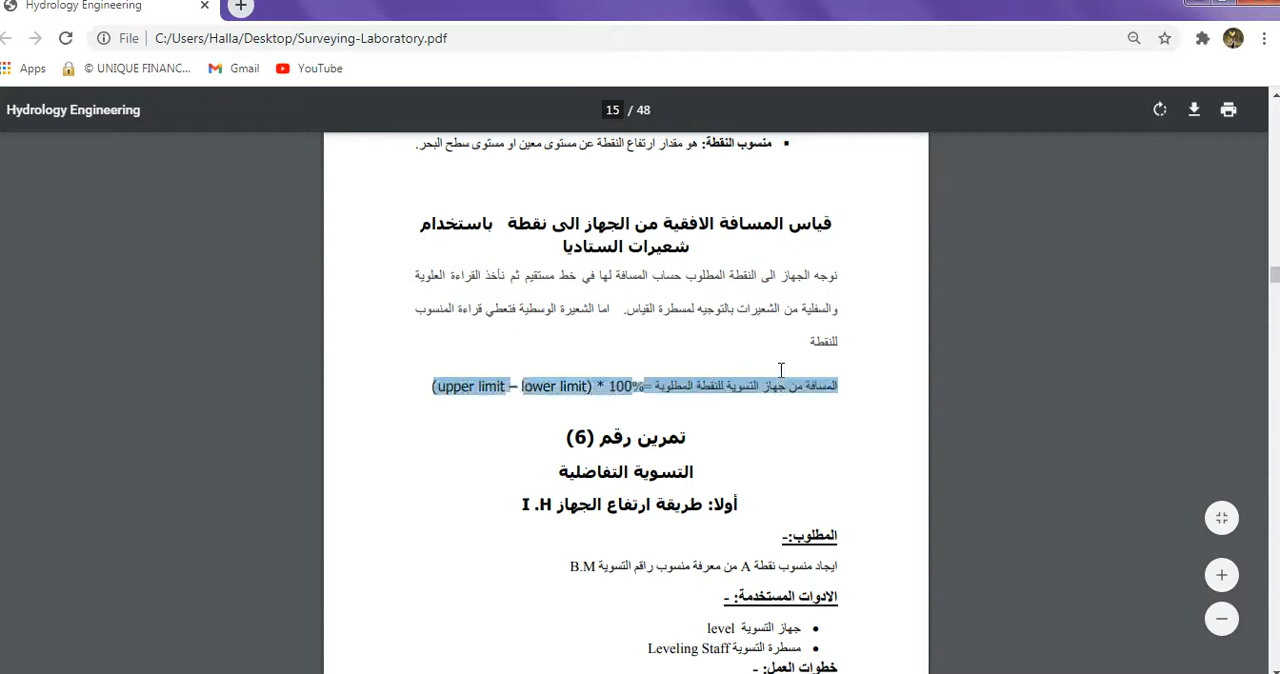 Hydrology Engineering
File | C:/Users/Halla/Desktop/Surveying-Laboratory.pdf
Apps © UNIQUE FINANC... Gmail YouTube
Hydrology Engineering 15 / 48
▪ منسوب النقطة: هو مقدار ارتفاع النقطة عن مستوى معين او مستوى سطح البحر.
قياس المسافة الافقية من الجهاز الى نقطة باستخدام
شعيرات الستاديا
نوجه الجهاز الى النقطة المطلوب حساب المسافة لها في خط مستقيم ثم نأخذ القراءة العلوية
والسفلية من الشعيرات بالتوجيه لمسطرة القياس. اما الشعيرة الوسطية فتعطي قراءة المنسوب
للنقطة
المسافة من جهاز التسوية للنقطة المطلوبة =(upper limit – lower limit) * 100%
تمرين رقم (6)
التسوية التفاضلية
أولا: طريقة ارتفاع الجهاز I .H
المطلوب:-
ايجاد منسوب نقطة A من معرفة منسوب راقم التسوية B.M
الادوات المستخدمة: -
• جهاز التسوية level
• مسطرة التسوية Leveling Staff
خطوات العمل: -